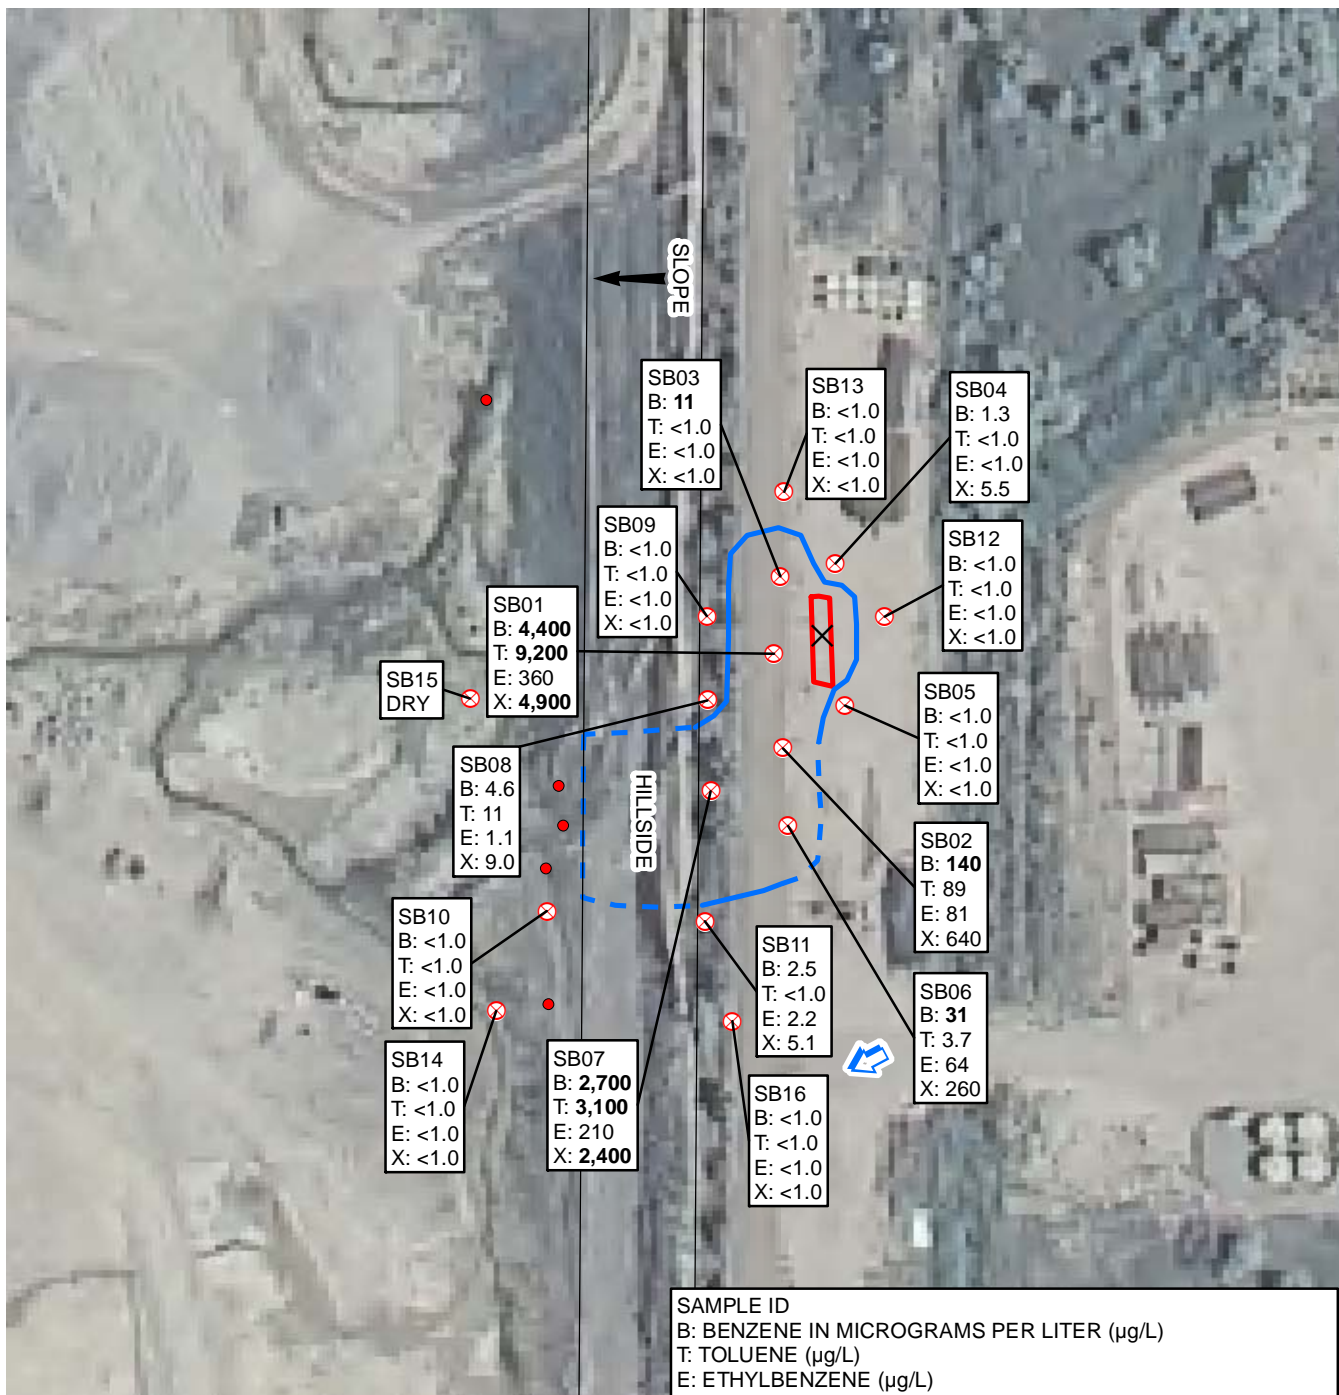 SLOPE
SB03
B: 11
T: <1.0
E: <1.0
X: <1.0
SB13
B: <1.0
T: <1.0
E: <1.0
X: <1.0
SB04
B: 1.3
T: <1.0
E: <1.0
X: 5.5
SB09
B: <1.0
T: <1.0
E: <1.0
X: <1.0
SB12
B: <1.0
T: <1.0
E: <1.0
X: <1.0
SB01
B: 4,400
T: 9,200
E: 360
X: 4,900
SB15
DRY
SB05
B: <1.0
T: <1.0
E: <1.0
X: <1.0
SB08
B: 4.6
T: 11
E: 1.1
X: 9.0
HILLSIDE
SB02
B: 140
T: 89
E: 81
X: 640
SB10
B: <1.0
T: <1.0
E: <1.0
X: <1.0
SB11
B: 2.5
T: <1.0
E: 2.2
X: 5.1
SB06
B: 31
T: 3.7
E: 64
X: 260
SB14
B: <1.0
T: <1.0
E: <1.0
X: <1.0
SB07
B: 2,700
T: 3,100
E: 210
X: 2,400
SB16
B: <1.0
T: <1.0
E: <1.0
X: <1.0
SAMPLE ID
B: BENZENE IN MICROGRAMS PER LITER (µg/L)
T: TOLUENE (µg/L)
E: ETHYLBENZENE (µg/L)